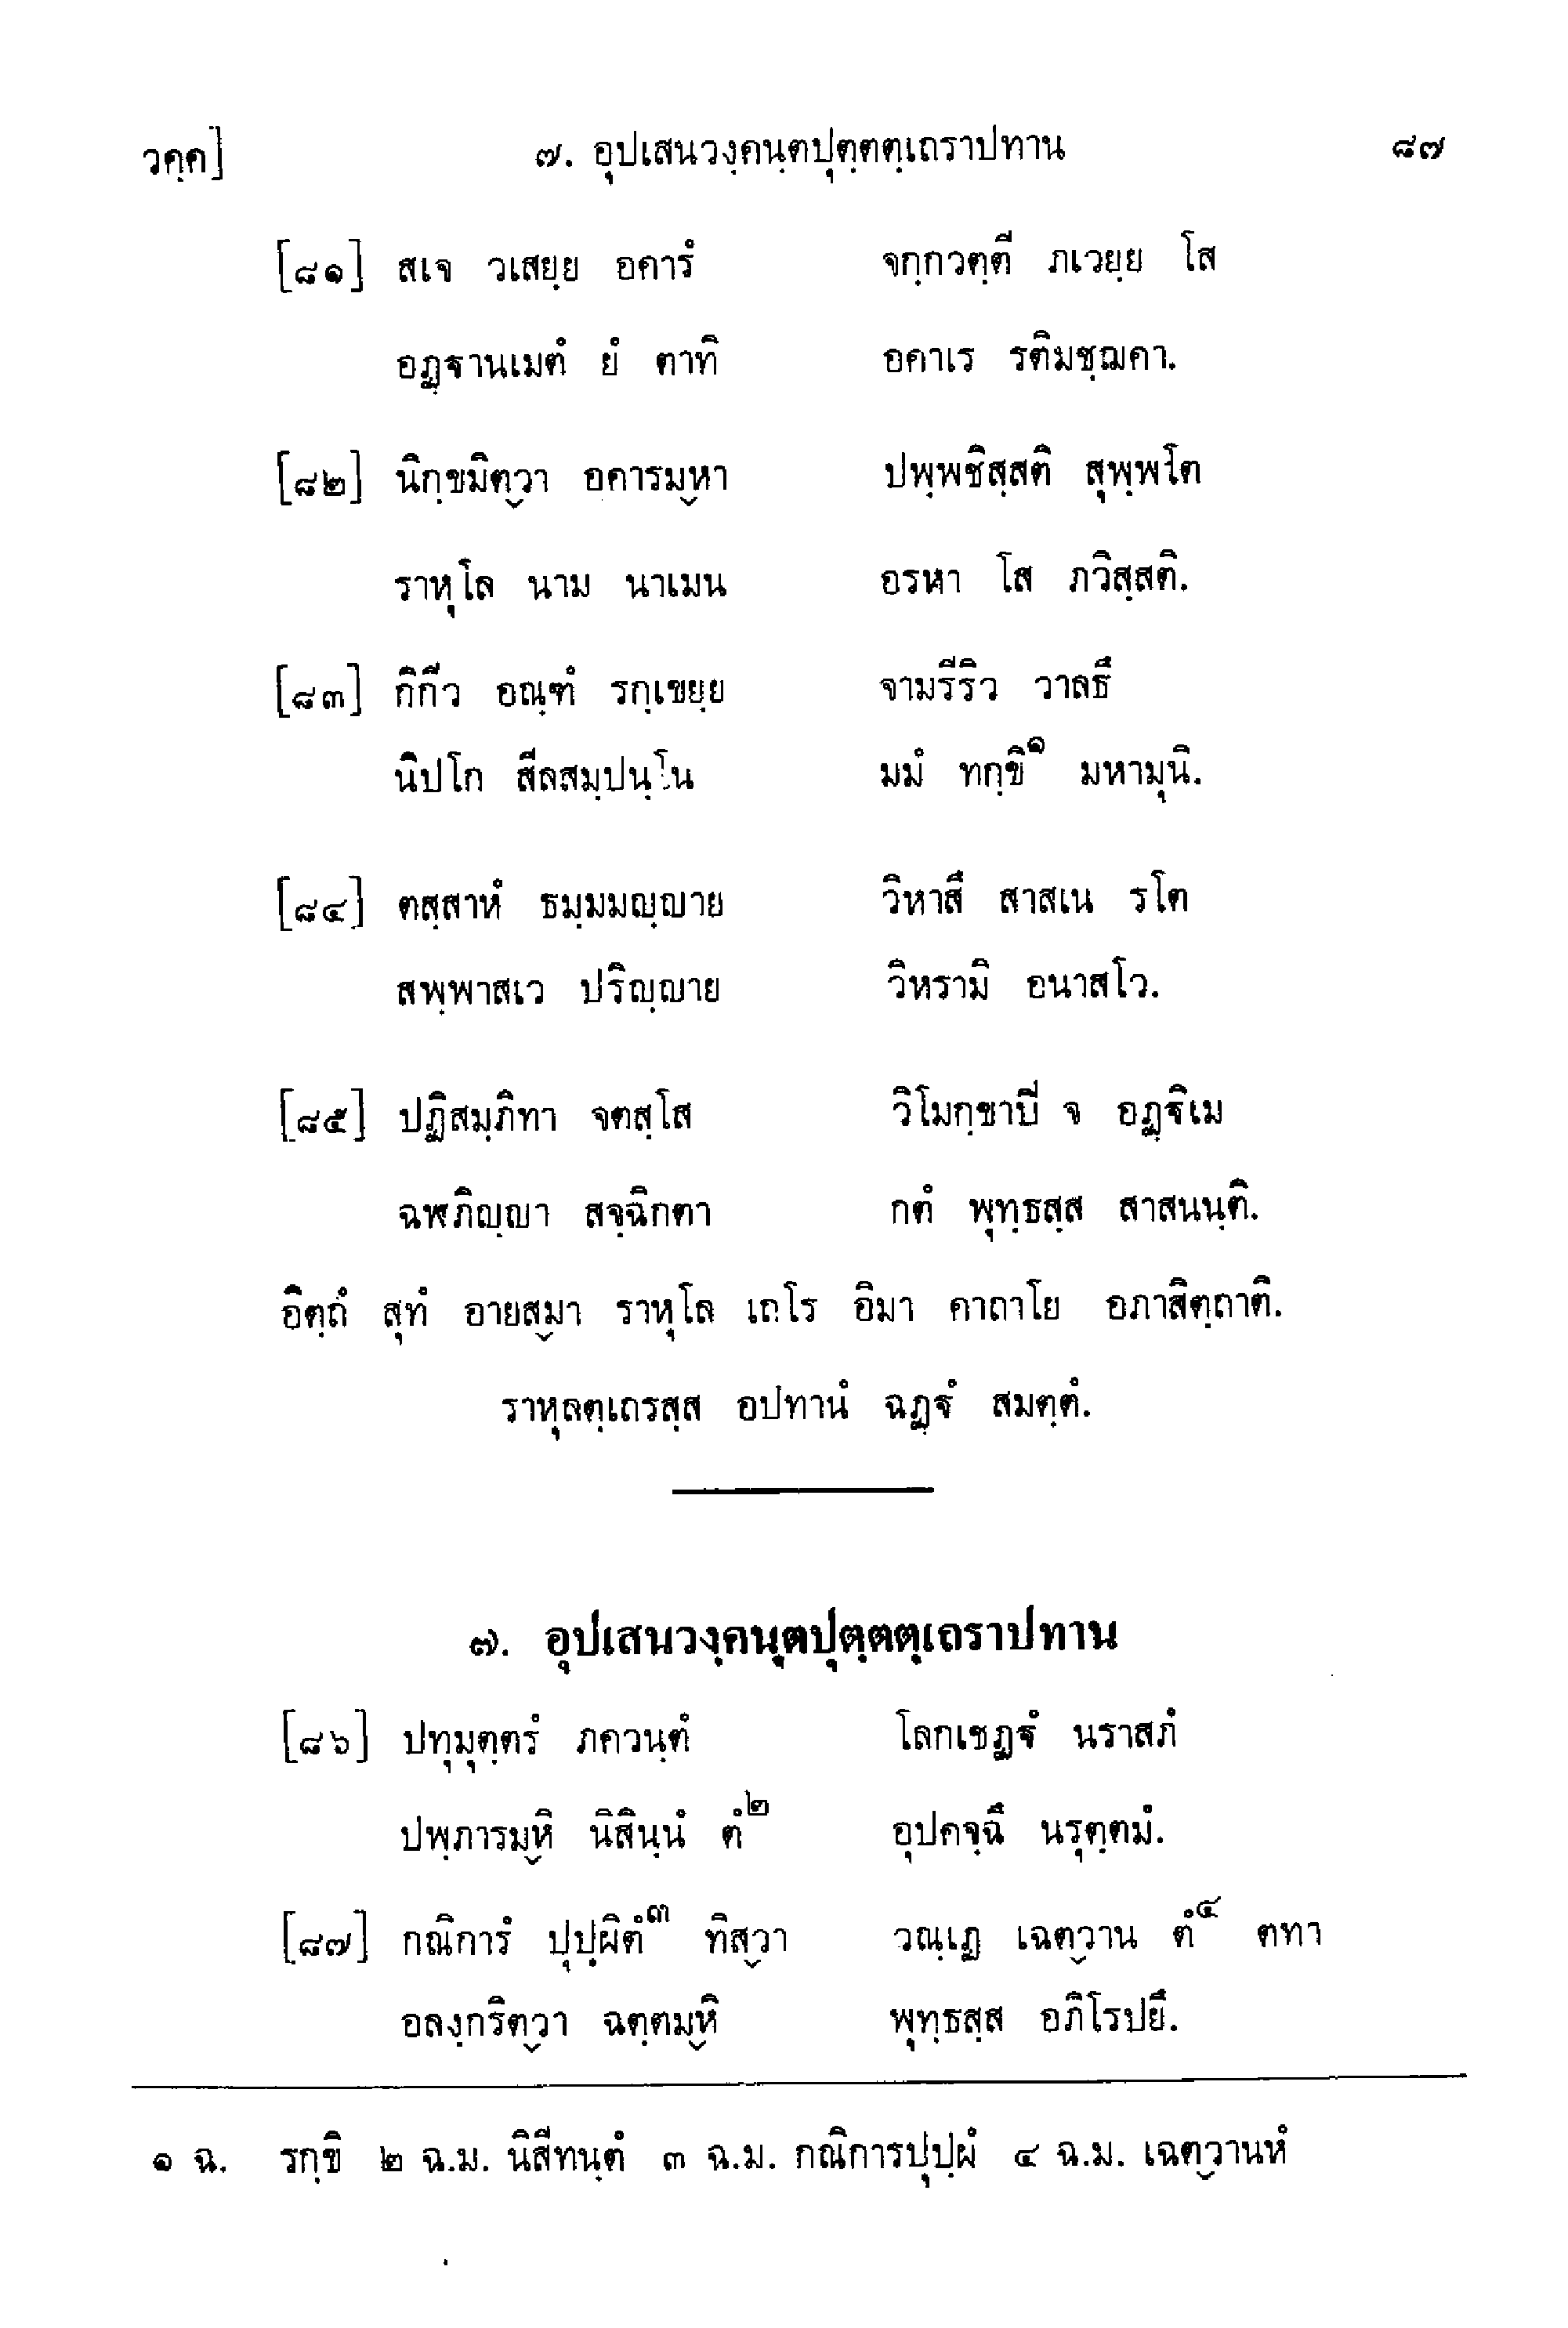 วคฺค] ๗. อุปเสนวงฺคนฺตปุตฺตตฺเถราปทาน ๘๗
[๘๑] สเจ วเสยฺย อคารํ จกฺกวตฺตี ภเวยฺย โส
อฏฺฐานเมตํ ยํ ตาทิ อคาเร รติมชฺฌคา.
[๘๒] นิกฺขมิตฺวา อคารมฺหา ปพฺพชิสฺสติ สุพฺพโต
ราหุโล นาม นาเมน อรหา โส ภวิสฺสติ.
[๘๓] กิกีว อณฺฑํ รกฺเขยฺย จามรีริว วาลธึ
นิปโก สีลสมฺปนฺโน มมํ ทกฺขิ๑ มหามุนิ.
[๘๔] ตสฺสาหํ ธมฺมมญฺญาย วิหาสึ สาสเน รโต
สพฺพาสเว ปริญฺญาย วิหรามิ อนาสโว.
[๘๕] ปฏิสมฺภิทา จตสฺโส วิโมกฺขาปิ จ อฏฺฐิเม
ฉฬภิญฺญา สจฺฉิกตา กตํ พุทฺธสฺส สาสนนฺติ.
อิตฺถํ สุทํ อายสฺมา ราหุโล เถโร อิมา คาถาโย อภาสิตฺถาติ.
ราหุลตฺเถรสฺส อปทานํ ฉฏฺฐํ สมตฺตํ.
๗. อุปเสนวงฺคนฺตปุตฺตตฺเถราปทาน
[๘๖] ปทุมุตฺตรํ ภควนฺตํ โลกเชฏฺฐํ นราสภํ
ปพฺภารมฺหิ นิสินฺนํ ตํ๒ อุปคจฺฉึ นรุตฺตมํ.
[๘๗] กณิการํ ปุปฺผิตํ๓ ทิสฺวา วณฺเฏ เฉตฺวาน ตํ๔ ตทา
อลงฺกริตฺวา ฉตฺตมฺหิ พุทฺธสฺส อภิโรปยึ.
๑ ฉ. รกฺขิ ๒ ฉ.ม. นิสีทนฺตํ ๓ ฉ.ม. กณิการปุปฺผํ ๔ ฉ.ม. เฉตฺวานหํ